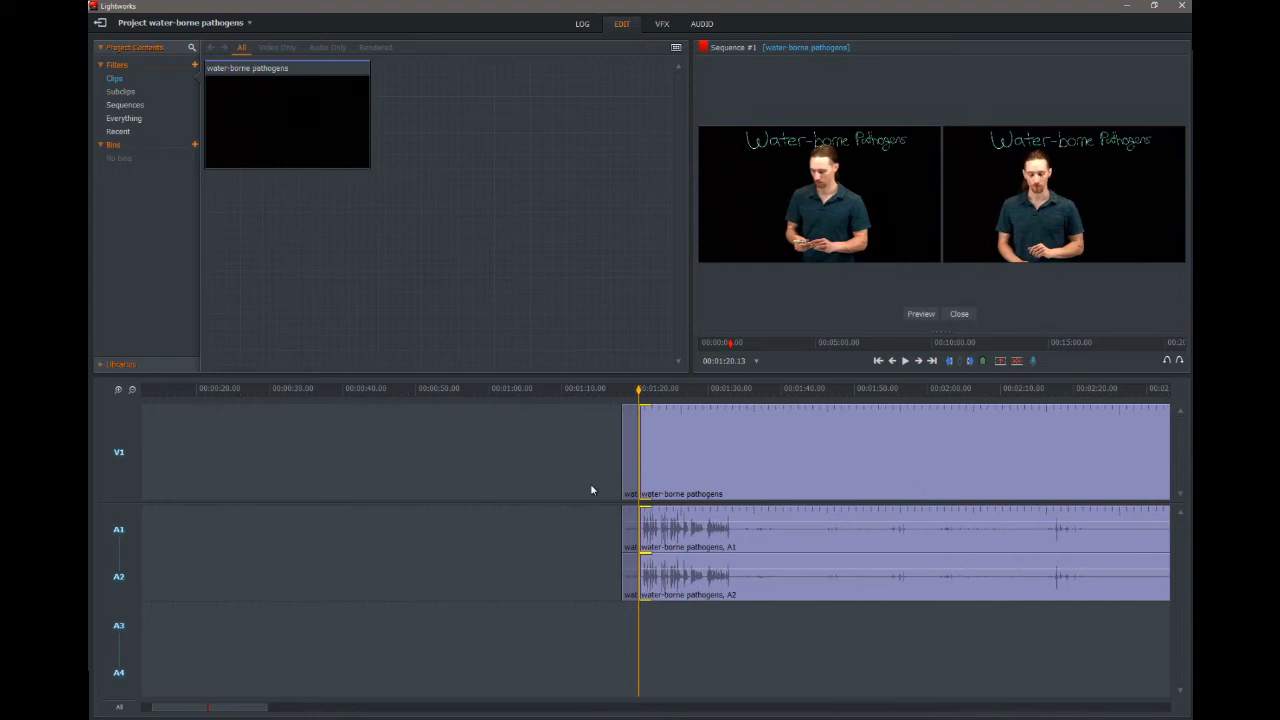 Lightworks
Project water-borne pathogens
LOG EDIT VFX AUDIO
Project Contents
All Video Only Audio Only Rendered
Sequence #1 [water-borne pathogens]
Filters
Clips
Subclips
Sequences
Everything
Recent
Bins
No bins
Libraries
water-borne pathogens
Water-borne Pathogens
Water-borne Pathogens
Preview Close
00:05:00.00 00:10:00.00 00:15:00.00
00:01:20.13
00:00:20.00 00:00:30.00 00:00:40.00 00:00:50.00 00:01:00.00 00:01:10.00 00:01:20.00 00:01:30.00 00:01:40.00 00:01:50.00 00:02:00.00 00:02:10.00 00:02:20.00 00:02
V1
wat water-borne pathogens
A1
wat water-borne pathogens, A1
A2
wat water-borne pathogens, A2
A3
A4
All